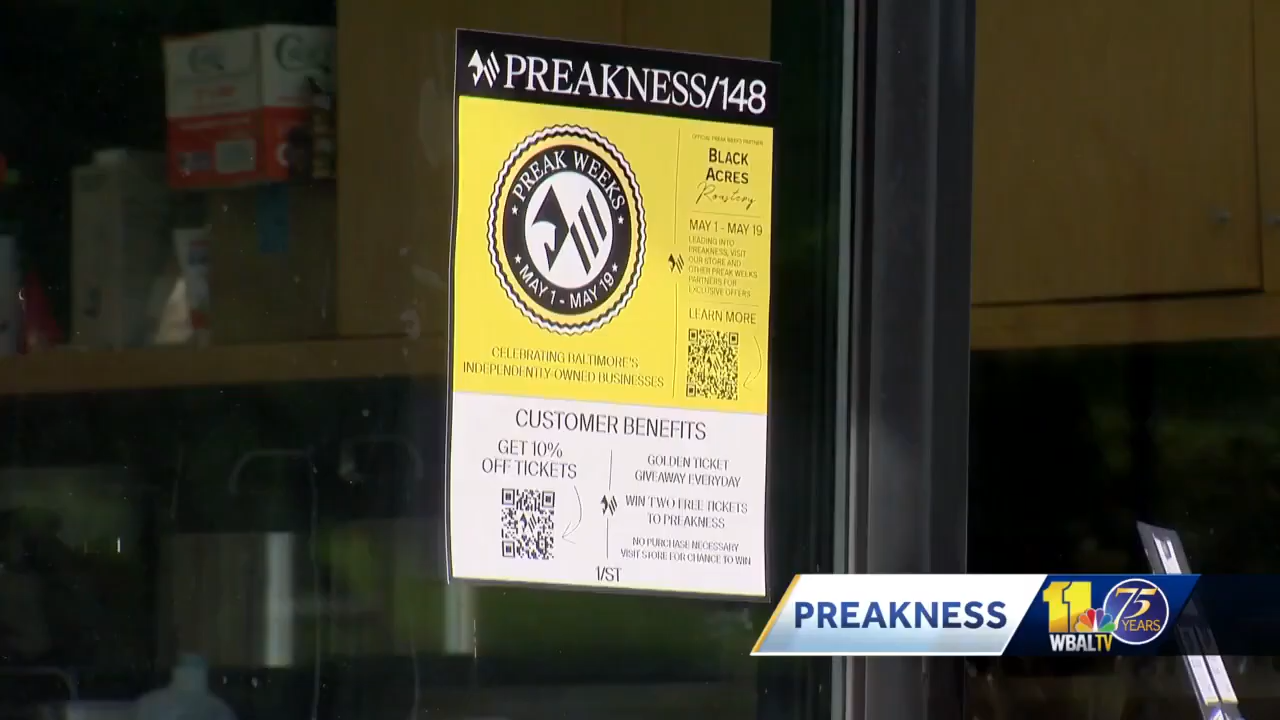 PREAKNESS/148
PREAK WEEKS
MAY 1 - MAY 19
CELEBRATING BALTIMORE'S
INDEPENDENTLY-OWNED BUSINESSES
OFFICIAL PREAK WEEKS PARTNER
BLACK
ACRES
Roastery
MAY 1 - MAY 19
LEADING INTO
PREAKNESS, VISIT
OUR STORE AND
OTHER PREAK WEEKS
PARTNERS FOR
EXCLUSIVE OFFERS
LEARN MORE
CUSTOMER BENEFITS
GET 10%
OFF TICKETS
GOLDEN TICKET
GIVEAWAY EVERYDAY
WIN TWO FREE TICKETS
TO PREAKNESS
NO PURCHASE NECESSARY
VISIT STORE FOR CHANCE TO WIN
1/ST
PREAKNESS
11
WBALTV
75
YEARS